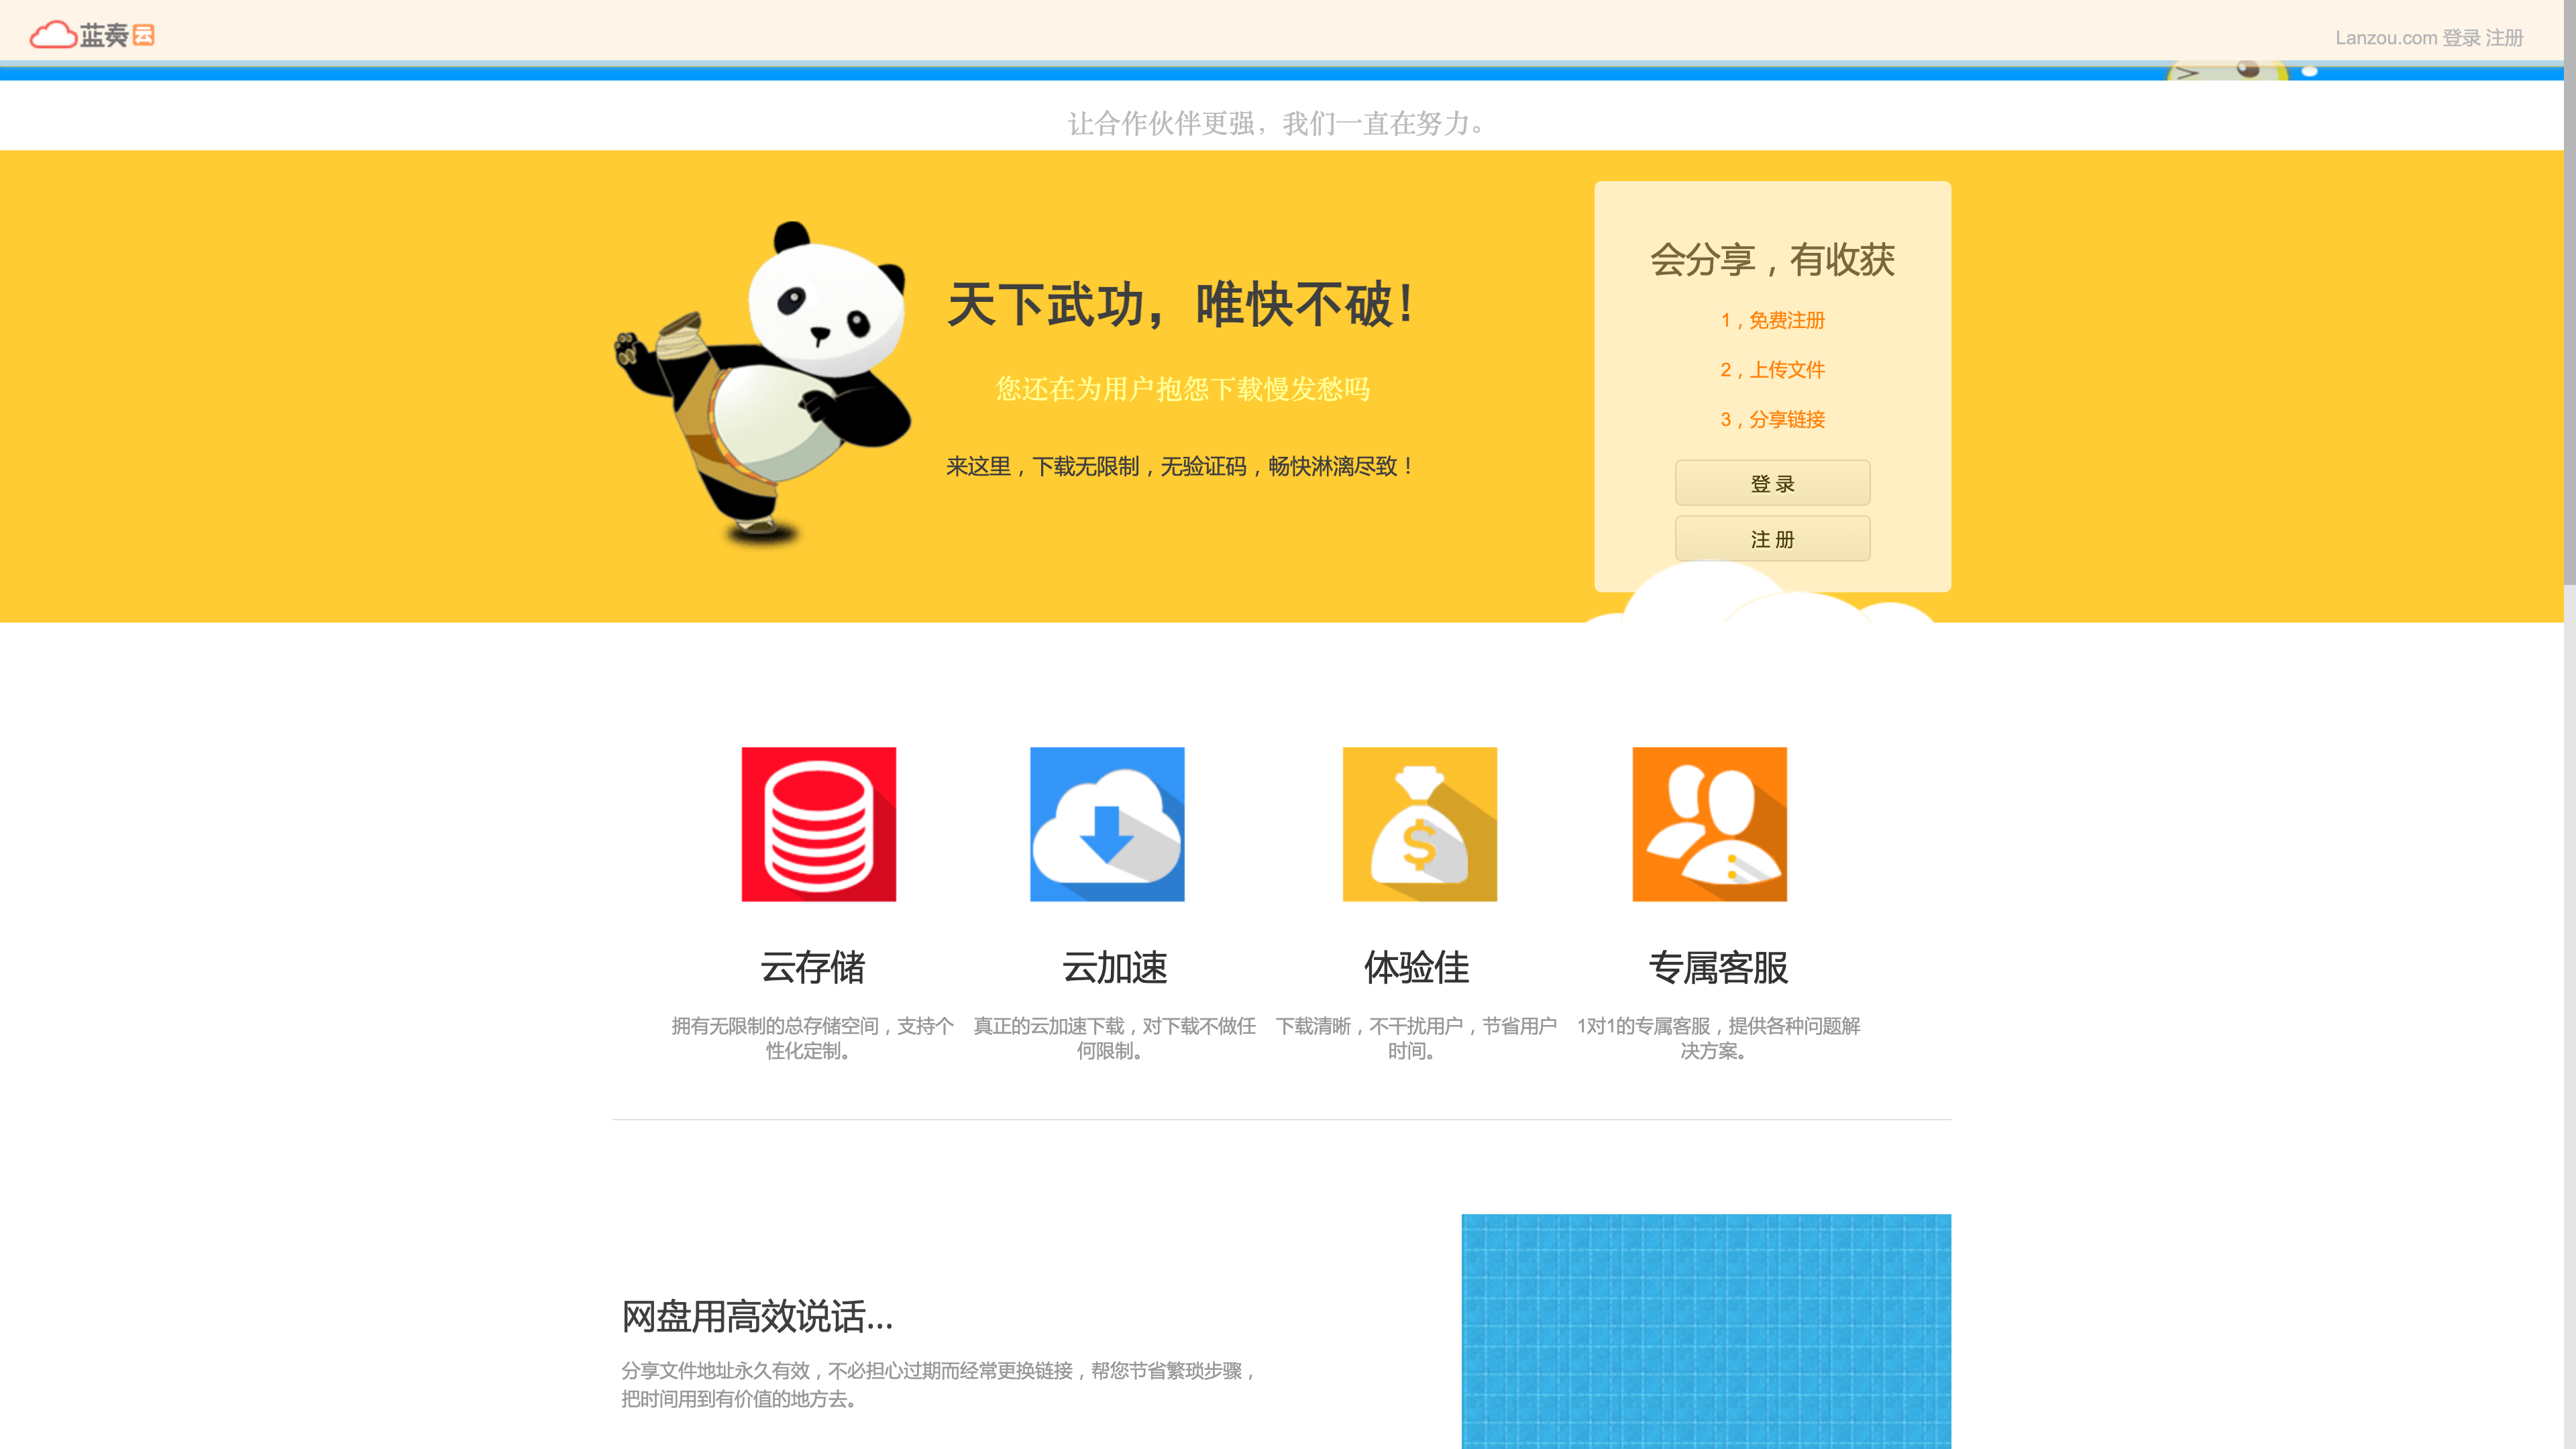 蓝奏云
Lanzou.com 登录 注册
让合作伙伴更强，我们一直在努力。
天下武功，唯快不破！
您还在为用户抱怨下载慢发愁吗
来这里，下载无限制，无验证码，畅快淋漓尽致！
会分享，有收获
1，免费注册
2，上传文件
3，分享链接
登 录
注 册
云存储
拥有无限制的总存储空间，支持个
性化定制。
云加速
真正的云加速下载，对下载不做任
何限制。
体验佳
下载清晰，不干扰用户，节省用户
时间。
专属客服
1对1的专属客服，提供各种问题解
决方案。
网盘用高效说话...
分享文件地址永久有效，不必担心过期而经常更换链接，帮您节省繁琐步骤，
把时间用到有价值的地方去。